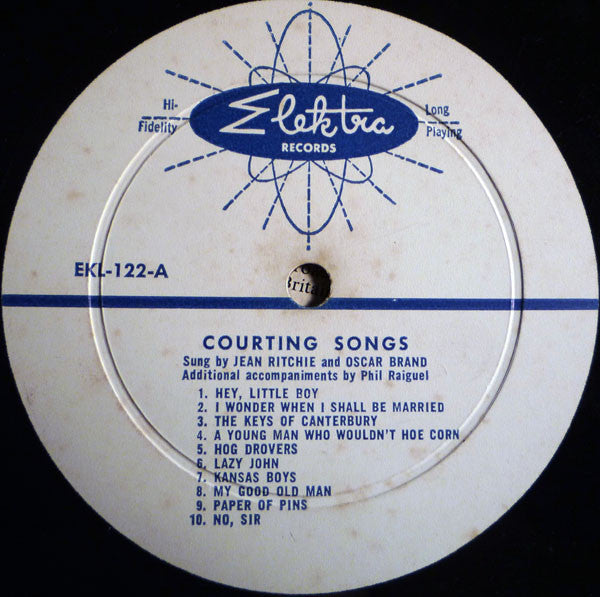 Hi-
Fidelity
Elektra
RECORDS
Long
Playing
EKL-122-A
COURTING SONGS
Sung by JEAN RITCHIE and OSCAR BRAND
Additional accompaniments by Phil Raiguel
1. HEY, LITTLE BOY
2. I WONDER WHEN I SHALL BE MARRIED
3. THE KEYS OF CANTERBURY
4. A YOUNG MAN WHO WOULDN'T HOE CORN
5. HOG DROVERS
6. LAZY JOHN
7. KANSAS BOYS
8. MY GOOD OLD MAN
9. PAPER OF PINS
10. NO, SIR